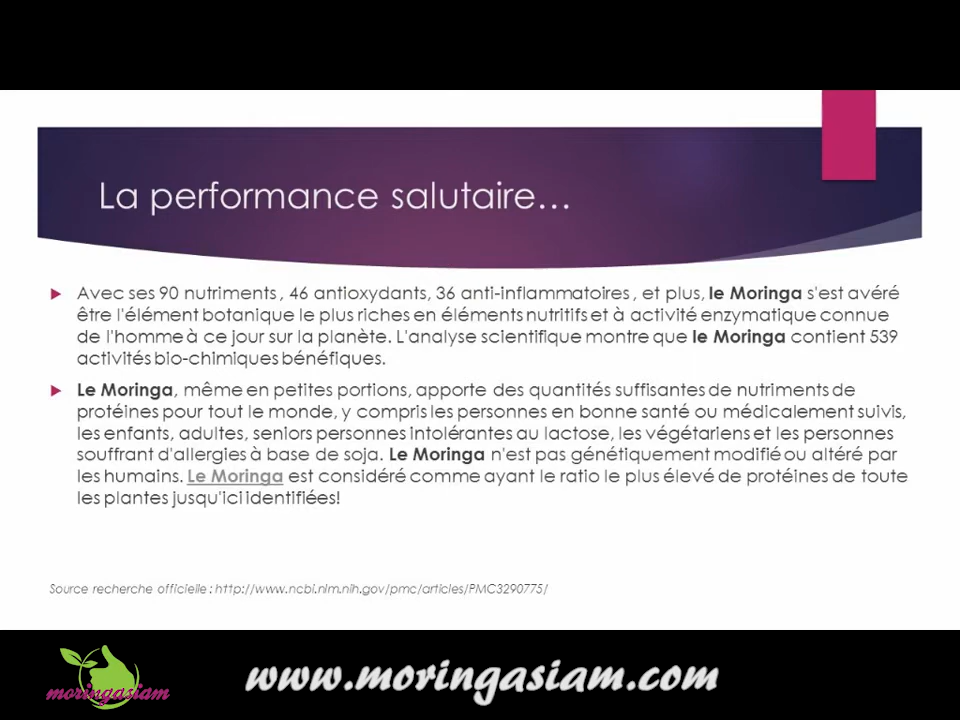 La performance salutaire…
Avec ses 90 nutriments , 46 antioxydants, 36 anti-inflammatoires , et plus, le Moringa s'est avéré
être l'élément botanique le plus riches en éléments nutritifs et à activité enzymatique connue
de l'homme à ce jour sur la planète. L'analyse scientifique montre que le Moringa contient 539
activités bio-chimiques bénéfiques.
Le Moringa, même en petites portions, apporte des quantités suffisantes de nutriments de
protéines pour tout le monde, y compris les personnes en bonne santé ou médicalement suivis,
les enfants, adultes, seniors personnes intolérantes au lactose, les végétariens et les personnes
souffrant d'allergies à base de soja. Le Moringa n'est pas génétiquement modifié ou altéré par
les humains. Le Moringa est considéré comme ayant le ratio le plus élevé de protéines de toute
les plantes jusqu'ici identifiées!
Source recherche officielle : http://www.ncbi.nlm.nih.gov/pmc/articles/PMC3290775/
moringasiam
www.moringasiam.com